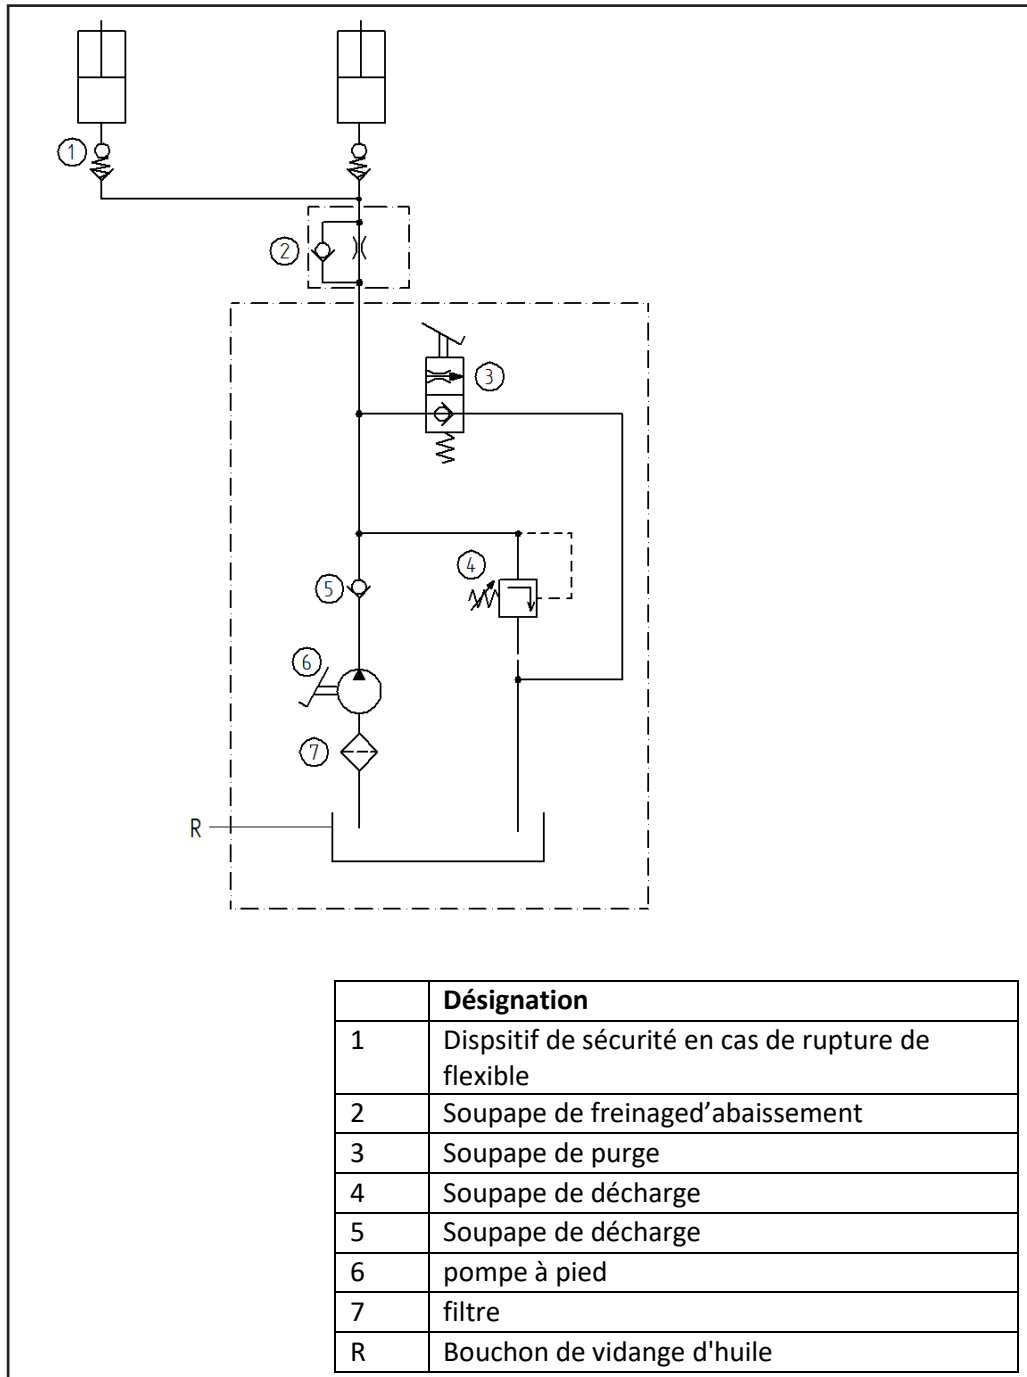 1
2
3
4
5
6
7
R
Désignation
1 Dispsitif de sécurité en cas de rupture de
flexible
2 Soupape de freinaged’abaissement
3 Soupape de purge
4 Soupape de décharge
5 Soupape de décharge
6 pompe à pied
7 filtre
R Bouchon de vidange d'huile